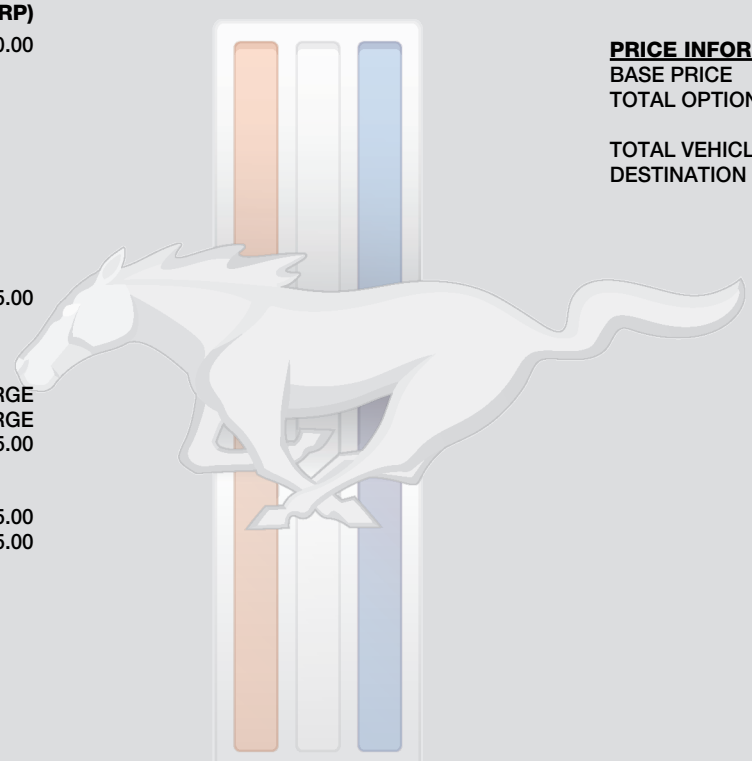 RP)
0.00
5.00
RGE
RGE
5.00
5.00
5.00
PRICE INFOR
BASE PRICE
TOTAL OPTION
TOTAL VEHICL
DESTINATION